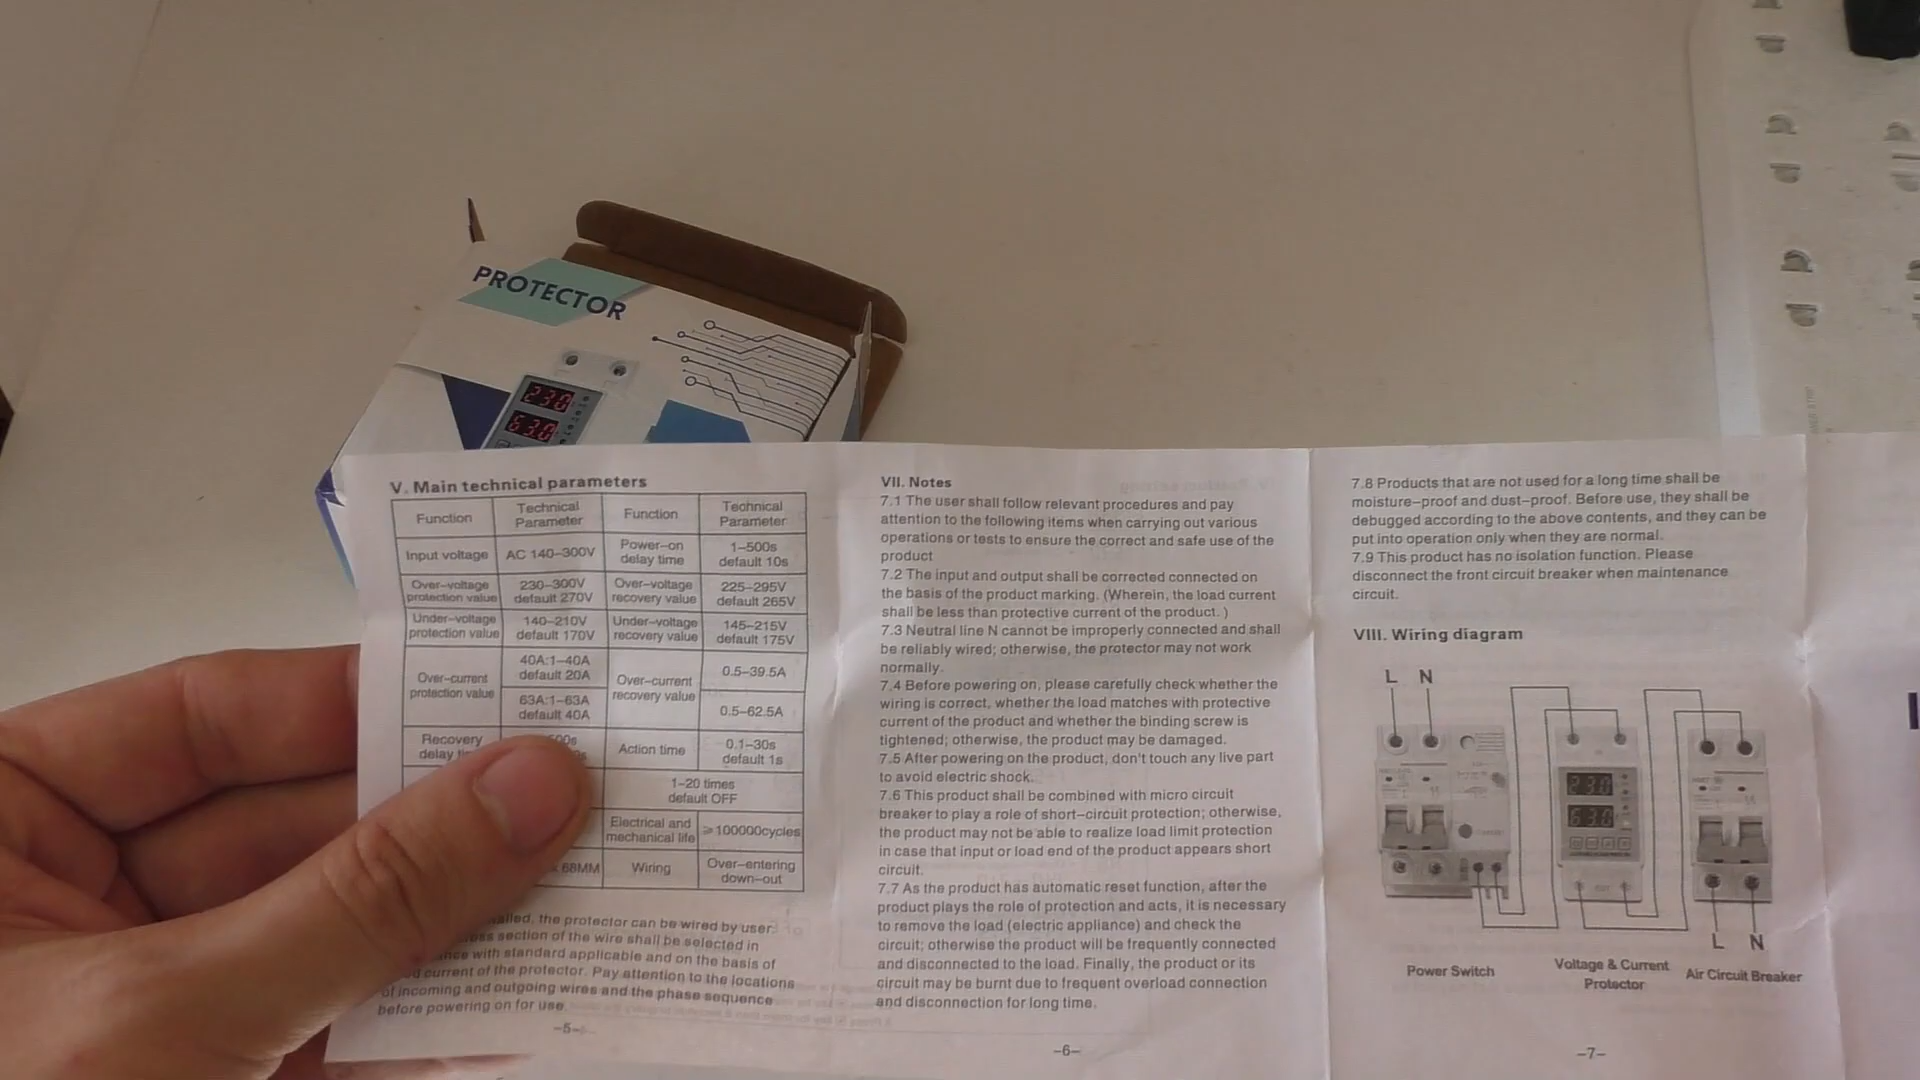 PROTECTOR
230
63.0
V. Main technical parameters
Function
Technical
Parameter
Function
Technical
Parameter
Input voltage
AC 140-300V
Power-on
delay time
1-500s
default 10s
Over-voltage
protection value
230-300V
default 270V
Over-voltage
recovery value
225-295V
default 265V
Under-voltage
protection value
140-210V
default 170V
Under-voltage
recovery value
145-215V
default 175V
Over-current
protection value
40A:1-40A
default 20A
63A:1-63A
default 40A
Over-current
recovery value
0.5-39.5A
0.5-62.5A
Recovery
delay
Action time
0.1-30s
default 1s
1-20 times
default OFF
Electrical and
mechanical life
≥100000cycles
68MM
Wiring
Over-entering
down-out
the protector can be wired by user.
section of the wire shall be selected in
with standard applicable and on the basis of
current of the protector. Pay attention to the locations
of incoming and outgoing wires and the phase sequence
before powering on for use.
-5-
VII. Notes
7.1 The user shall follow relevant procedures and pay
attention to the following items when carrying out various
operations or tests to ensure the correct and safe use of the
product
7.2 The input and output shall be corrected connected on
the basis of the product marking. (Wherein, the load current
shall be less than protective current of the product. )
7.3 Neutral line N cannot be improperly connected and shall
be reliably wired; otherwise, the protector may not work
normally.
7.4 Before powering on, please carefully check whether the
wiring is correct, whether the load matches with protective
current of the product and whether the binding screw is
tightened; otherwise, the product may be damaged.
7.5 After powering on the product, don't touch any live part
to avoid electric shock.
7.6 This product shall be combined with micro circuit
breaker to play a role of short-circuit protection; otherwise,
the product may not be able to realize load limit protection
in case that input or load end of the product appears short
circuit.
7.7 As the product has automatic reset function, after the
product plays the role of protection and acts, it is necessary
to remove the load (electric appliance) and check the
circuit; otherwise the product will be frequently connected
and disconnected to the load. Finally, the product or its
circuit may be burnt due to frequent overload connection
and disconnection for long time.
-6-
7.8 Products that are not used for a long time shall be
moisture-proof and dust-proof. Before use, they shall be
debugged according to the above contents, and they can be
put into operation only when they are normal.
7.9 This product has no isolation function. Please
disconnect the front circuit breaker when maintenance
circuit.
VIII. Wiring diagram
L N
230
63.0
L N
Power Switch
Voltage & Current
Protector
Air Circuit Breaker
-7-